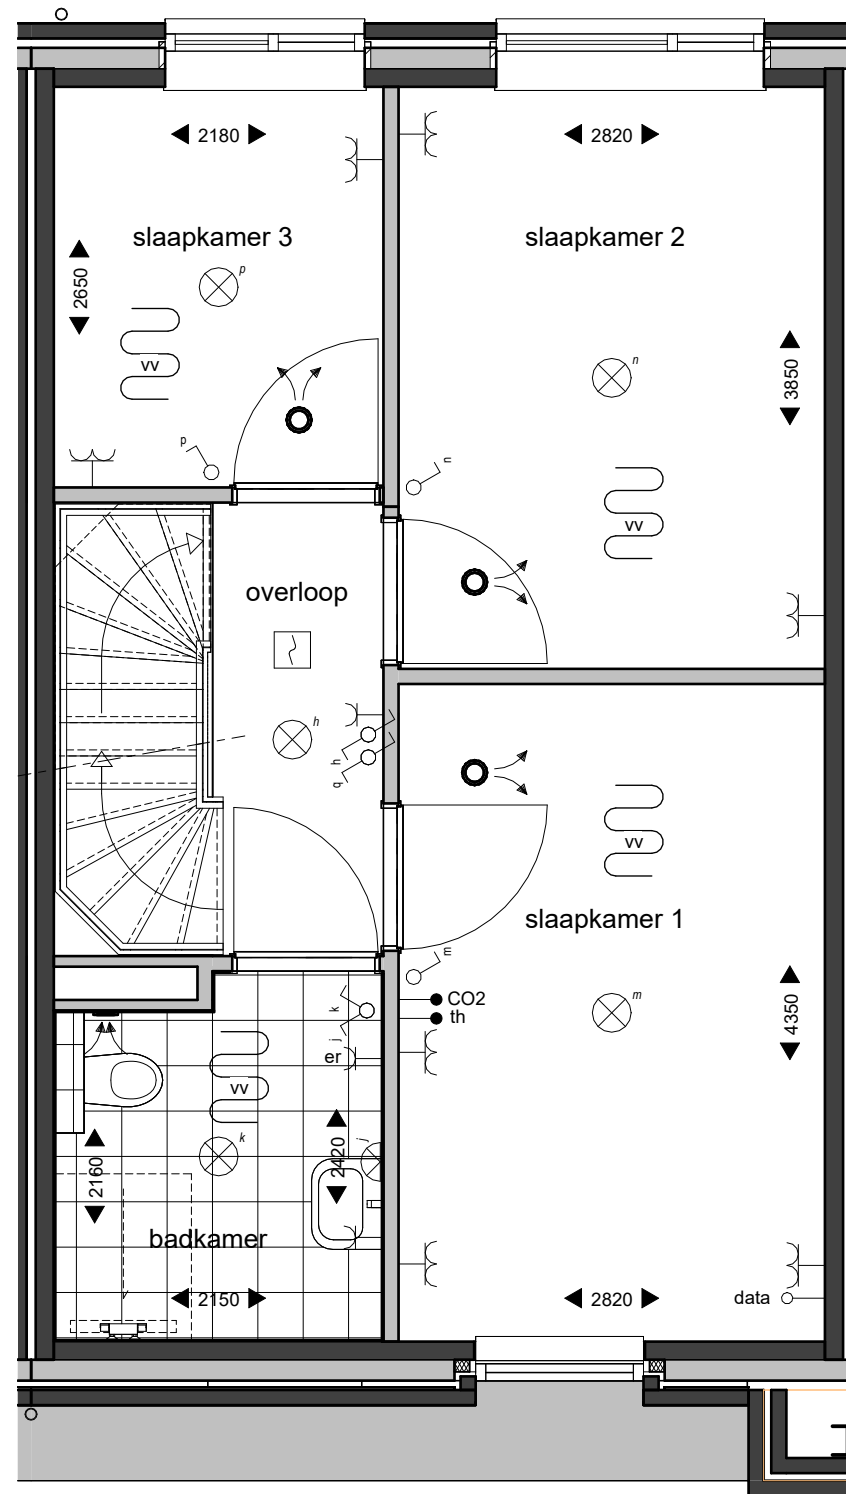 2180
2820
slaapkamer 3
slaapkamer 2
p
2650
vv
n
3850
p
n
vv
overloop
h
h
q
vv
slaapkamer 1
m
CO2
th
m
4350
k
j
er
vv
k
j
2160
2420
badkamer
2150
2820
data